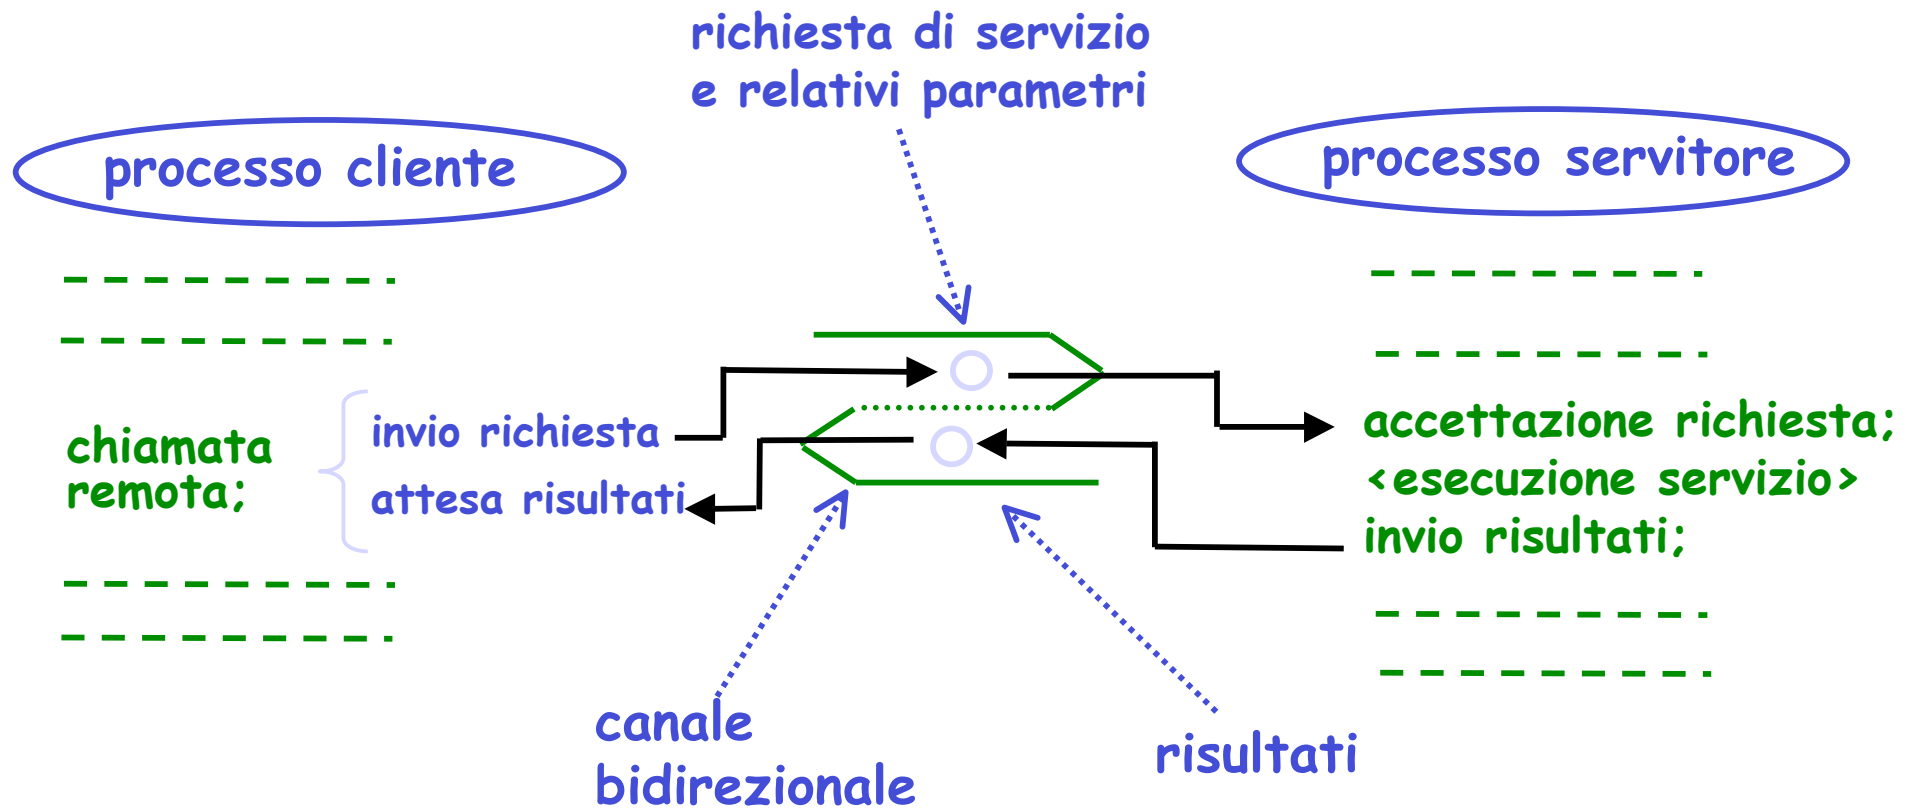 richiesta di servizio
e relativi parametri
processo cliente
processo servitore
chiamata
remota;
invio richiesta
attesa risultati
accettazione richiesta;
<esecuzione servizio>
invio risultati;
canale
bidirezionale
risultati